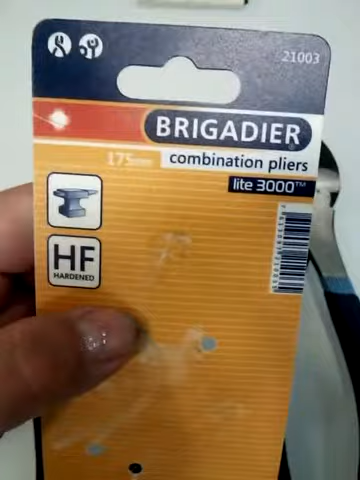 21003
BRIGADIER
175mm
combination pliers
lite 3000™
HF
HARDENED